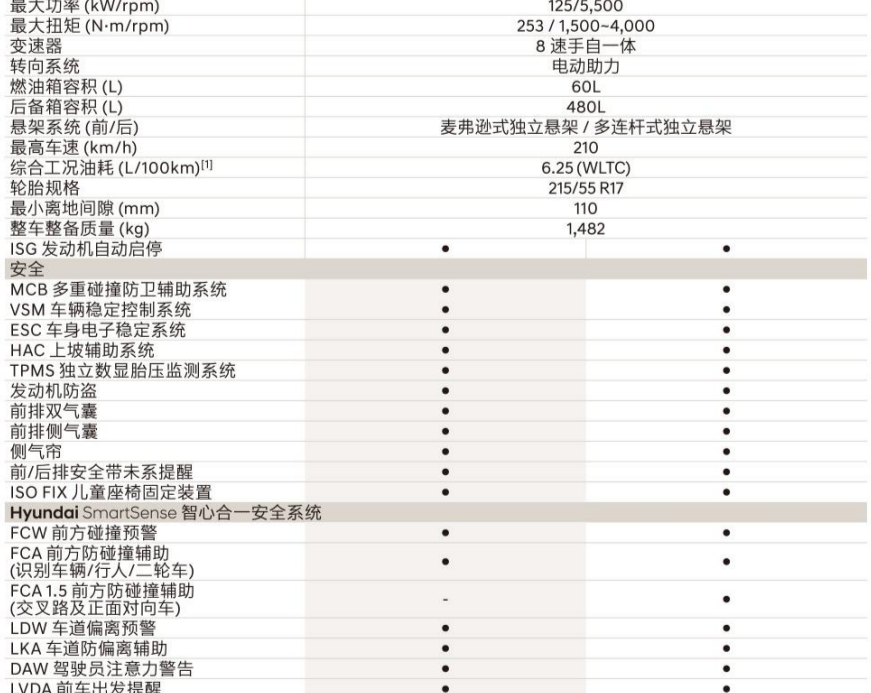 最大功率 (kW/rpm) 125/5,500
最大扭矩 (N·m/rpm) 253 / 1,500~4,000
变速器 8 速手自一体
转向系统 电动助力
燃油箱容积 (L) 60L
后备箱容积 (L) 480L
悬架系统 (前/后) 麦弗逊式独立悬架 / 多连杆式独立悬架
最高车速 (km/h) 210
综合工况油耗 (L/100km)[1] 6.25 (WLTC)
轮胎规格 215/55 R17
最小离地间隙 (mm) 110
整车整备质量 (kg) 1,482
ISG 发动机自动启停 ● ●
安全
MCB 多重碰撞防卫辅助系统 ● ●
VSM 车辆稳定控制系统 ● ●
ESC 车身电子稳定系统 ● ●
HAC 上坡辅助系统 ● ●
TPMS 独立数显胎压监测系统 ● ●
发动机防盗 ● ●
前排双气囊 ● ●
前排侧气囊 ● ●
侧气帘 ● ●
前/后排安全带未系提醒 ● ●
ISO FIX 儿童座椅固定装置 ● ●
Hyundai SmartSense 智心合一安全系统
FCW 前方碰撞预警 ● ●
FCA 前方防碰撞辅助
(识别车辆/行人/二轮车) ● ●
FCA 1.5 前方防碰撞辅助
(交叉路及正面对向车) - ●
LDW 车道偏离预警 ● ●
LKA 车道防偏离辅助 ● ●
DAW 驾驶员注意力警告 ● ●
LVDA 前车出发提醒 ● ●